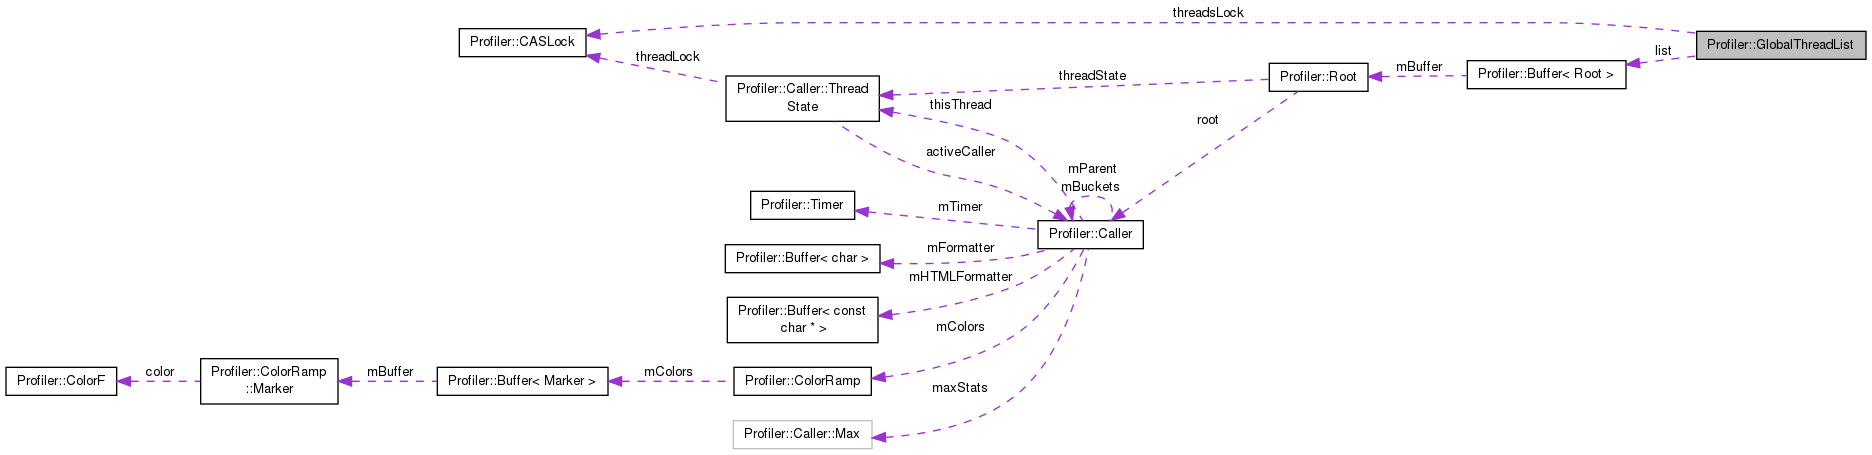 threadsLock
Profiler::CASLock
Profiler::GlobalThreadList
list
threadLock
mBuffer
Profiler::Buffer< Root >
threadState
Profiler::Root
Profiler::Caller::Thread
State
thisThread
root
activeCaller
mParent
mBuckets
Profiler::Timer
mTimer
Profiler::Caller
mFormatter
Profiler::Buffer< char >
mHTMLFormatter
Profiler::Buffer< const
char * >
mColors
Profiler::ColorF
color
Profiler::ColorRamp
::Marker
mBuffer
Profiler::Buffer< Marker >
mColors
Profiler::ColorRamp
maxStats
Profiler::Caller::Max